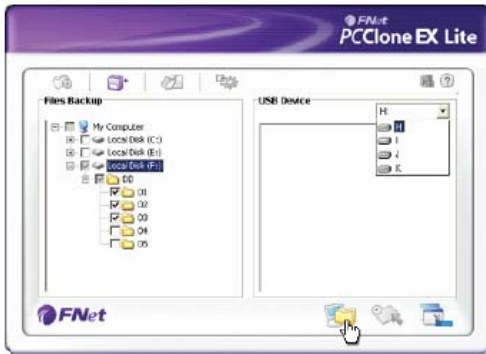 FNet
PCClone EX Lite
Files Backup
USB Device
H:
My Computer
Local Disk (C:)
Local Disk (E:)
Local Disk (F:)
00
01
02
03
04
05
H
I
J
K
FNet